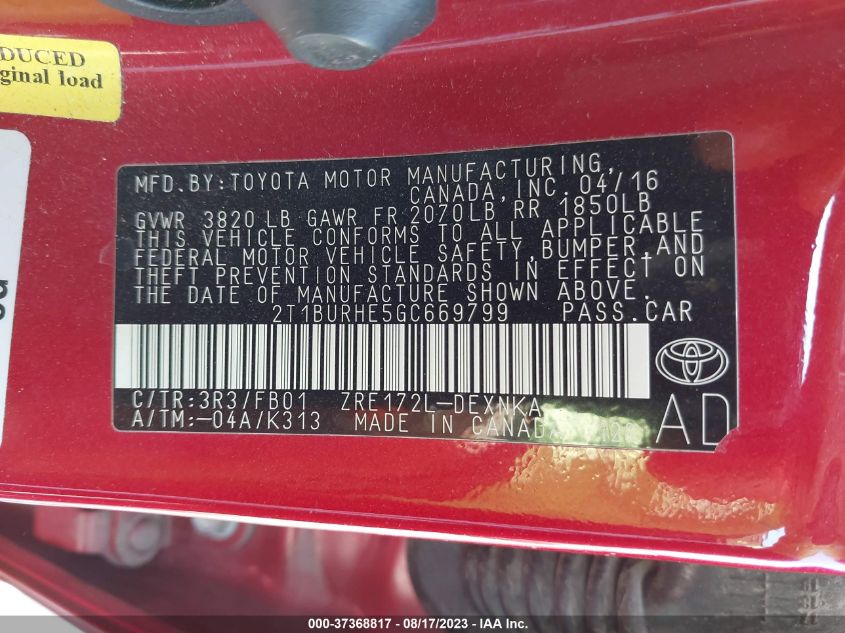 DUCED
ginal load
MFD.BY:TOYOTA MOTOR MANUFACTURING,
CANADA, INC. 04/16
GVWR 3820 LB GAWR FR 2070LB RR 1850LB
THIS VEHICLE CONFORMS TO ALL APPLICABLE
FEDERAL MOTOR VEHICLE SAFETY, BUMPER, AND
THEFT PREVENTION STANDARDS IN EFFECT ON
THE DATE OF MANUFACTURE SHOWN ABOVE.
2T1BURHE5GC669799 PASS.CAR
C/TR:3R3/FB01 ZRE172L-DEXNKA
A/TM:-04A/K313 MADE IN CANADA
AD
000-37368817 - 08/17/2023 - IAA Inc.